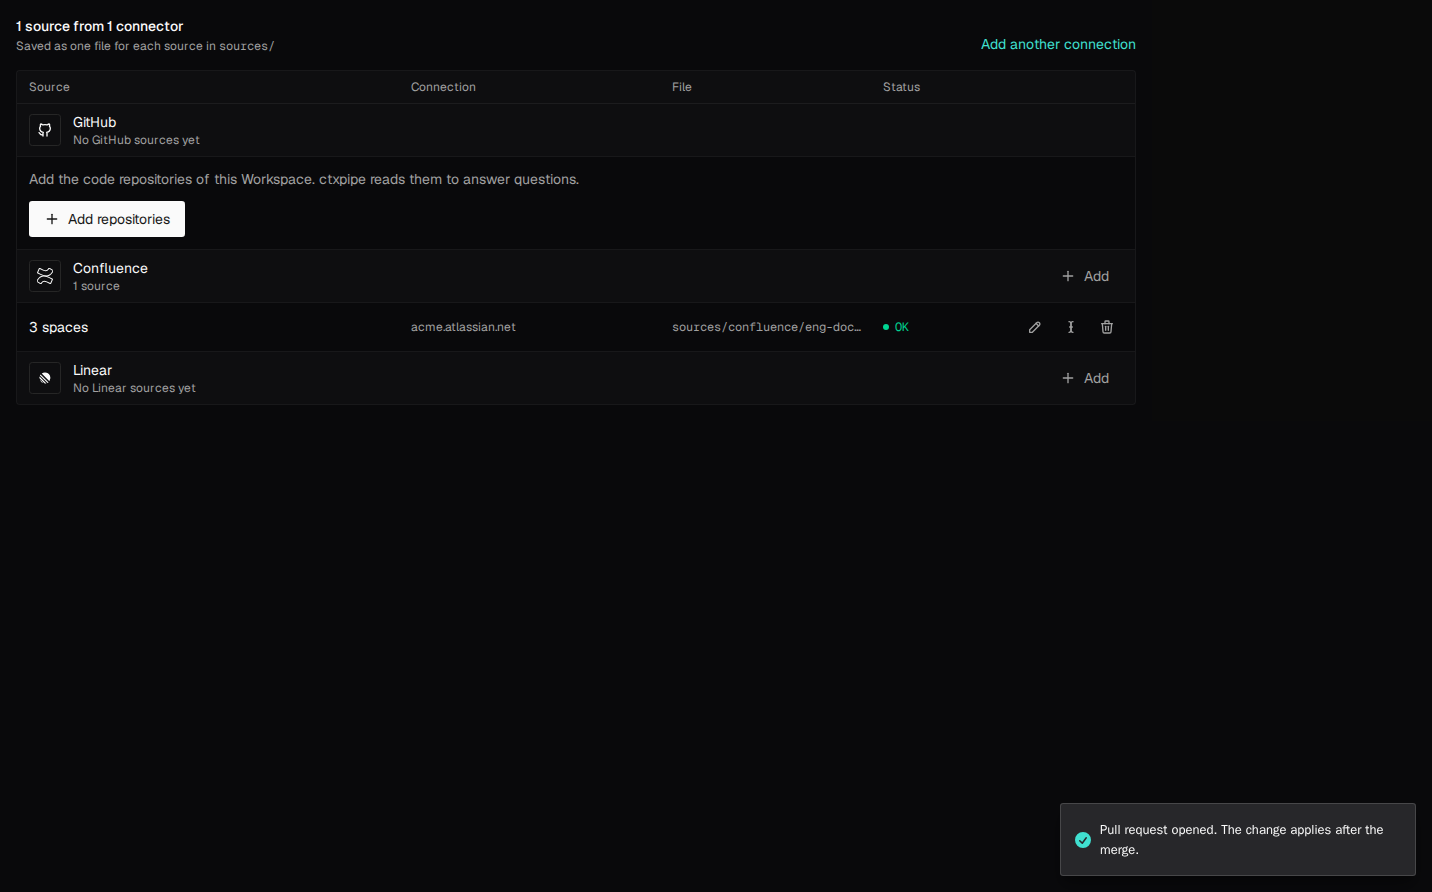 1 source from 1 connector
Saved as one file for each source in sources/
Add another connection
Source Connection File Status
GitHub
No GitHub sources yet
Add the code repositories of this Workspace. ctxpipe reads them to answer questions.
Add repositories
Confluence
1 source
Add
3 spaces acme.atlassian.net sources/confluence/eng-doc… OK
Linear
No Linear sources yet
Add
Pull request opened. The change applies after the
merge.